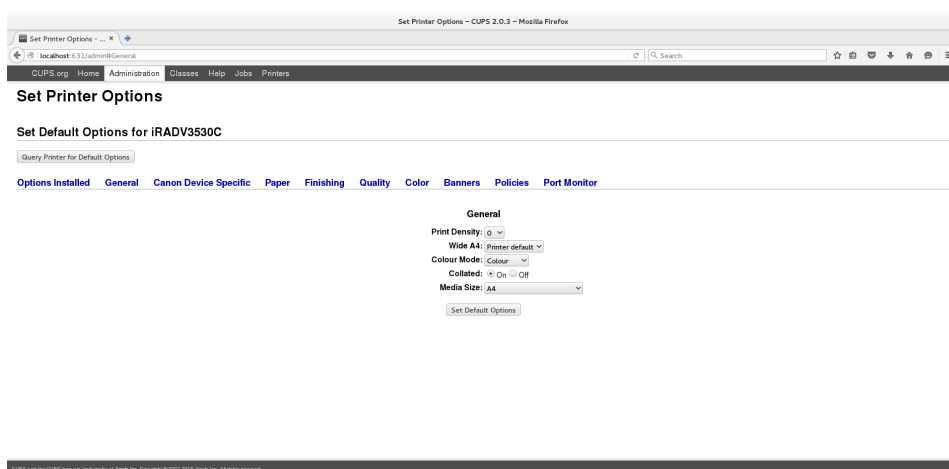 Set Printer Options - CUPS 2.0.3 - Mozilla Firefox
Set Printer Options - ... ×
localhost:631/admin#General
Search
CUPS.org Home Administration Classes Help Jobs Printers
Set Printer Options
Set Default Options for iRADV3530C
Query Printer for Default Options
Options Installed General Canon Device Specific Paper Finishing Quality Color Banners Policies Port Monitor
General
Print Density: 0
Wide A4: Printer default
Colour Mode: Colour
Collated: On Off
Media Size: A4
Set Default Options